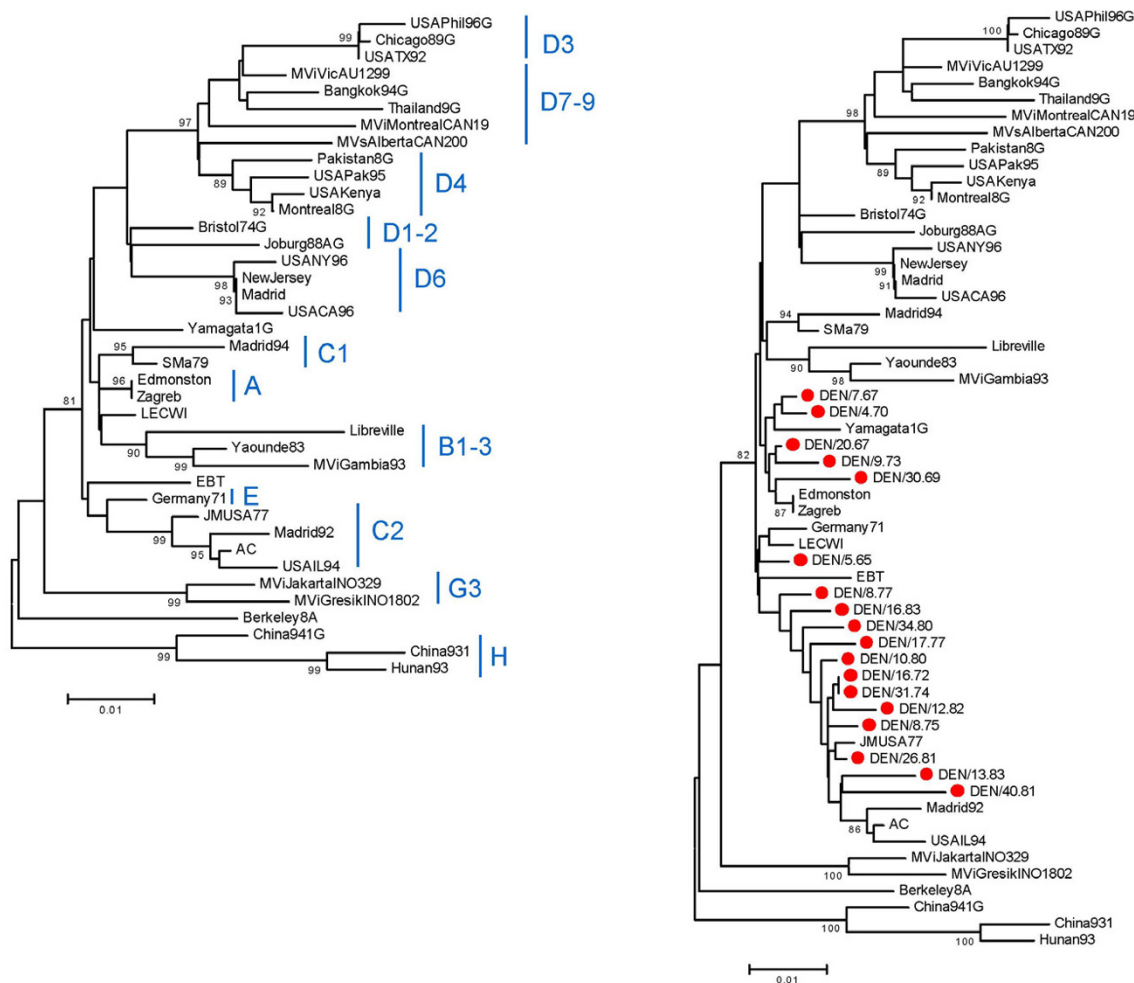 USAPhil96G
99
Chicago89G
USATX92
D3
MViVicAU1299
Bangkok94G
Thailand9G
D7-9
MViMontrealCAN19
97
MVsAlbertaCAN200
Pakistan8G
89
USAPak95
USAKenya
D4
92
Montreal8G
Bristol74G
D1-2
Joburg88AG
USANY96
98
NewJersey
D6
93
Madrid
USACA96
Yamagata1G
95
Madrid94
C1
SMa79
96
Edmonston
A
Zagreb
81
LECWI
Libreville
90
Yaounde83
B1-3
99
MViGambia93
EBT
Germany71
E
JMUSA77
99
Madrid92
C2
95
AC
USAIL94
MViJakartaINO329
G3
99
MViGresikINO1802
Berkeley8A
China941G
99
China931
H
99
Hunan93
0.01
USAPhil96G
100
Chicago89G
USATX92
MViVicAU1299
Bangkok94G
Thailand9G
98
MViMontrealCAN19
MVsAlbertaCAN200
Pakistan8G
89
USAPak95
USAKenya
92
Montreal8G
Bristol74G
Joburg88AG
USANY96
99
NewJersey
91
Madrid
USACA96
94
Madrid94
SMa79
Libreville
90
Yaounde83
98
MViGambia93
DEN/7.67
DEN/4.70
Yamagata1G
DEN/20.67
82
DEN/9.73
DEN/30.69
Edmonston
87
Zagreb
Germany71
LECWI
DEN/5.65
EBT
DEN/8.77
DEN/16.83
DEN/34.80
DEN/17.77
DEN/10.80
DEN/16.72
DEN/31.74
DEN/12.82
DEN/8.75
JMUSA77
DEN/26.81
DEN/13.83
DEN/40.81
Madrid92
86
AC
USAIL94
MViJakartaINO329
100
MViGresikINO1802
Berkeley8A
China941G
100
China931
100
Hunan93
0.01